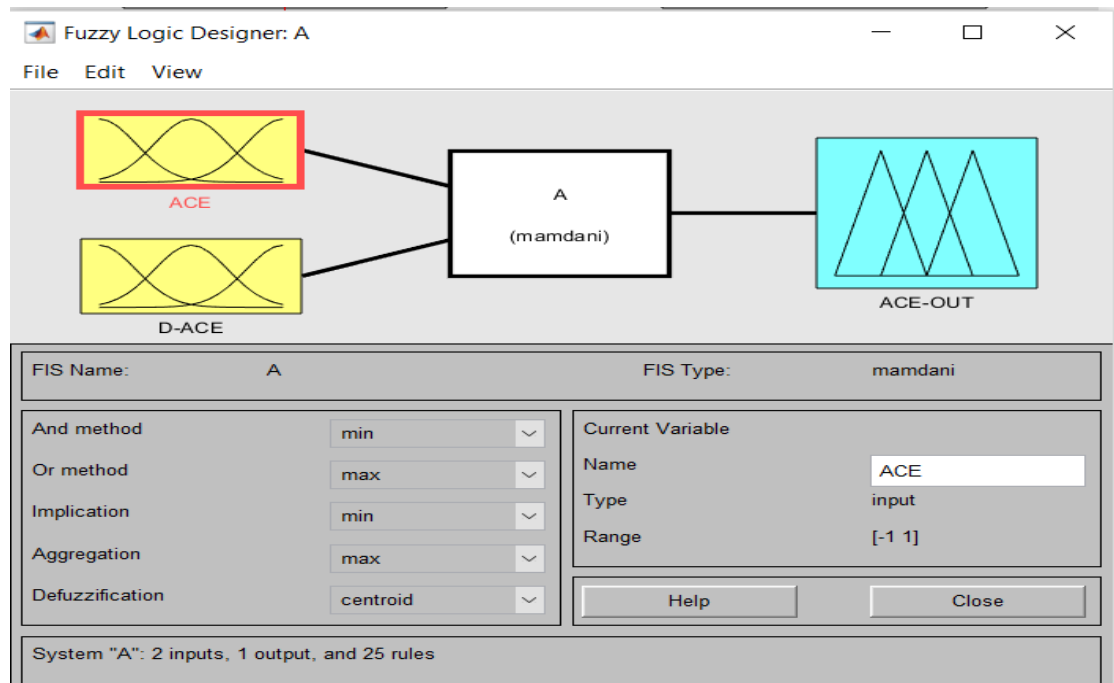 Fuzzy Logic Designer: A
File Edit View
ACE
D-ACE
A
(mamdani)
ACE-OUT
FIS Name: A FIS Type: mamdani
And method min
Or method max
Implication min
Aggregation max
Defuzzification centroid
Current Variable
Name ACE
Type input
Range [-1 1]
Help Close
System "A": 2 inputs, 1 output, and 25 rules